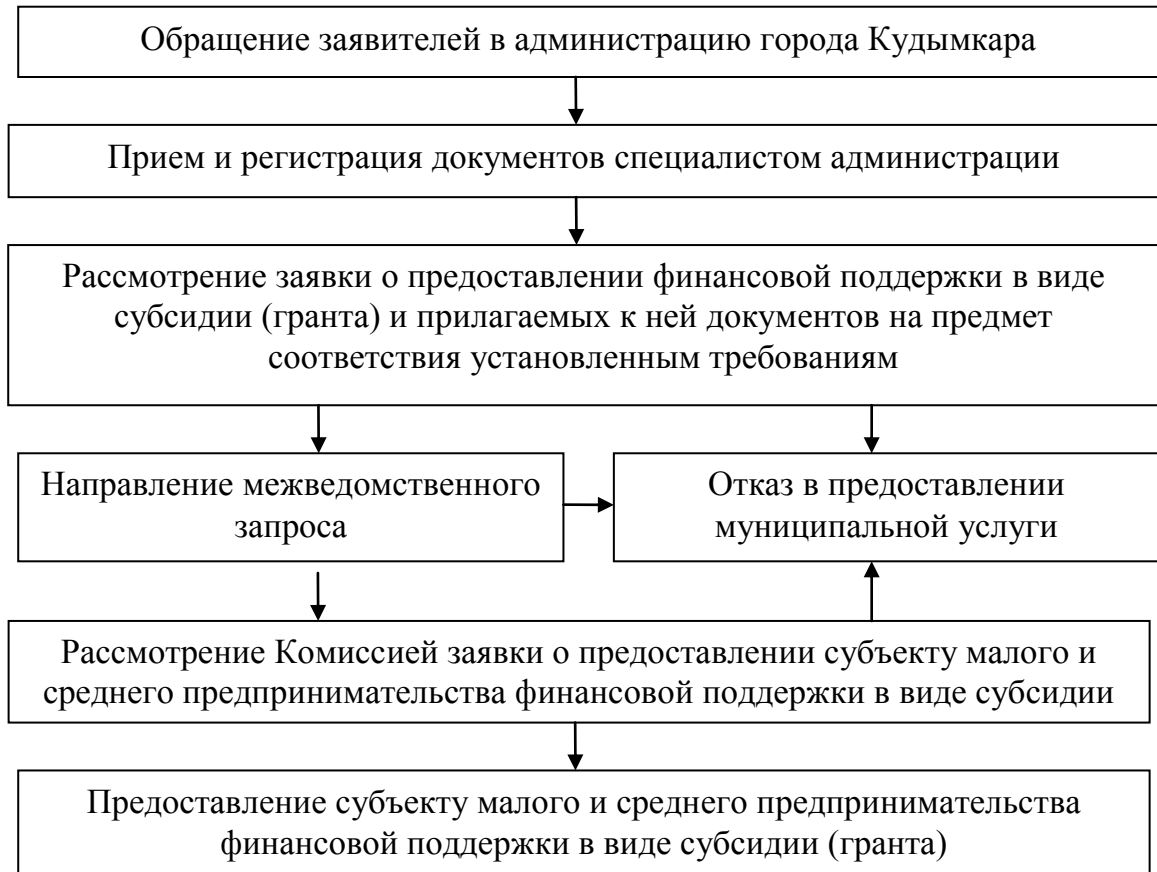 Обращение заявителей в администрацию города Кудымкара
Прием и регистрация документов специалистом администрации
Рассмотрение заявки о предоставлении финансовой поддержки в виде
субсидии (гранта) и прилагаемых к ней документов на предмет
соответствия установленным требованиям
Направление межведомственного
запроса
Отказ в предоставлении
муниципальной услуги
Рассмотрение Комиссией заявки о предоставлении субъекту малого и
среднего предпринимательства финансовой поддержки в виде субсидии
Предоставление субъекту малого и среднего предпринимательства
финансовой поддержки в виде субсидии (гранта)